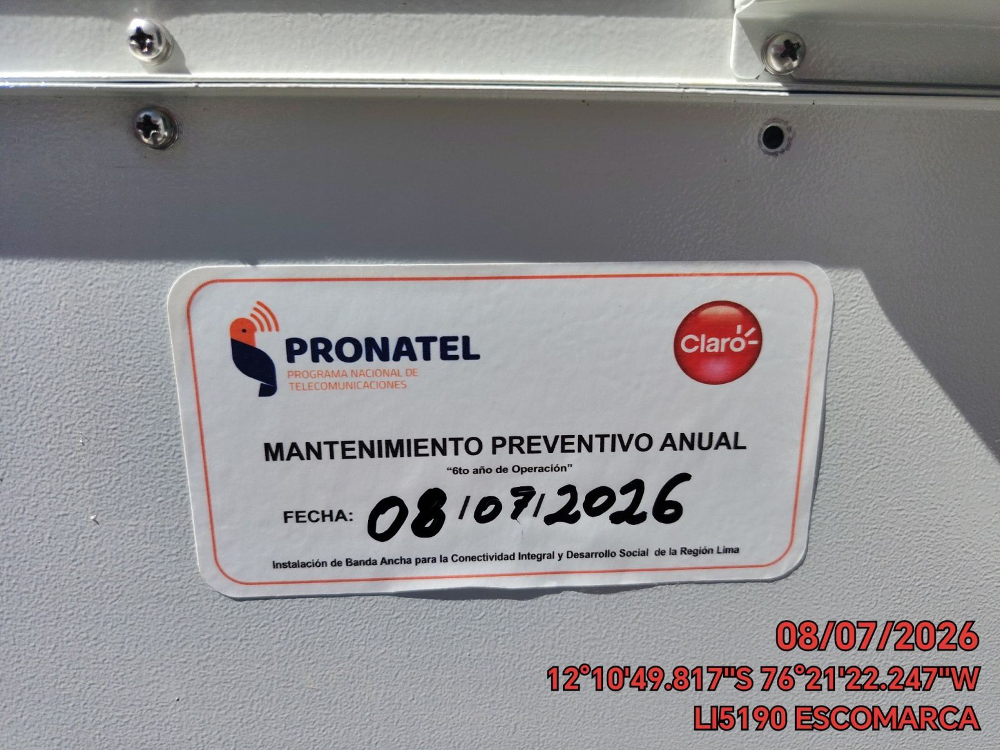 PRONATEL
PROGRAMA NACIONAL DE
TELECOMUNICACIONES
Claro
MANTENIMIENTO PREVENTIVO ANUAL
“6to año de Operación”
FECHA: 08/07/2026
Instalación de Banda Ancha para la Conectividad Integral y Desarrollo Social de la Región Lima
08/07/2026
12°10'49.817"S 76°21'22.247"W
LI5190 ESCOMARCA